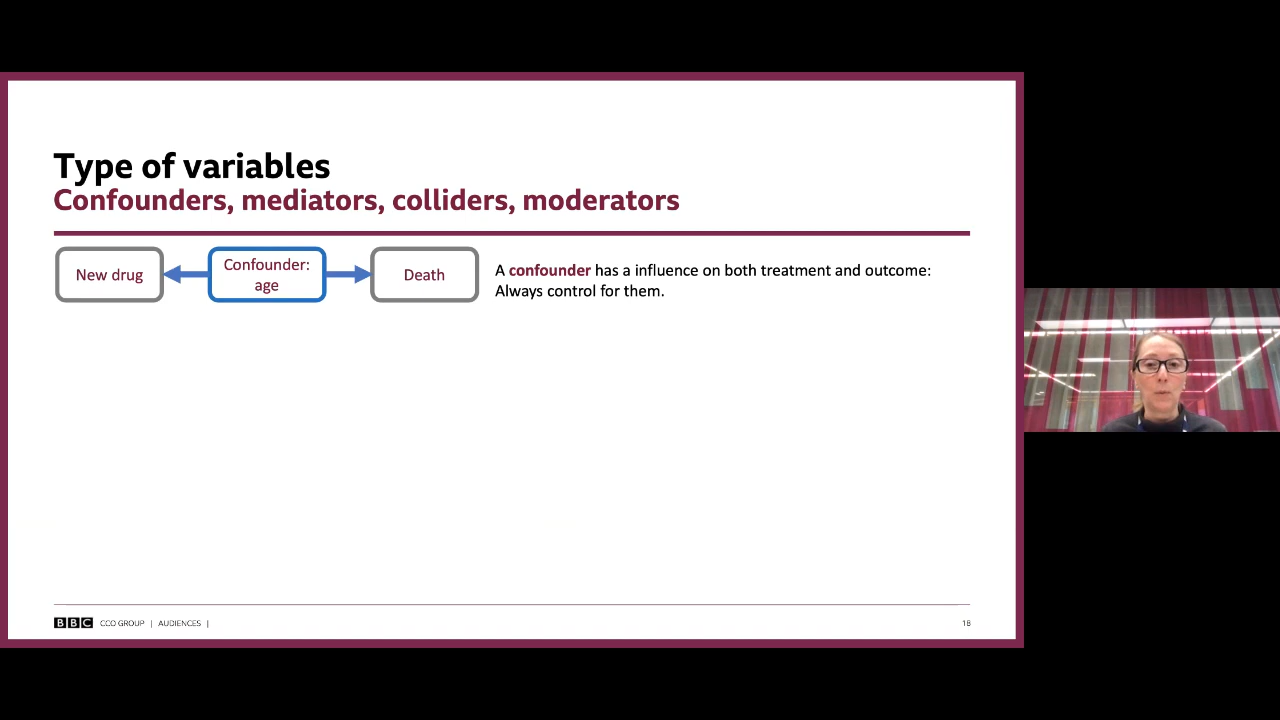 Type of variables
Confounders, mediators, colliders, moderators
New drug
Confounder:
age
Death
A confounder has a influence on both treatment and outcome:
Always control for them.
BBC CCO GROUP | AUDIENCES |
18